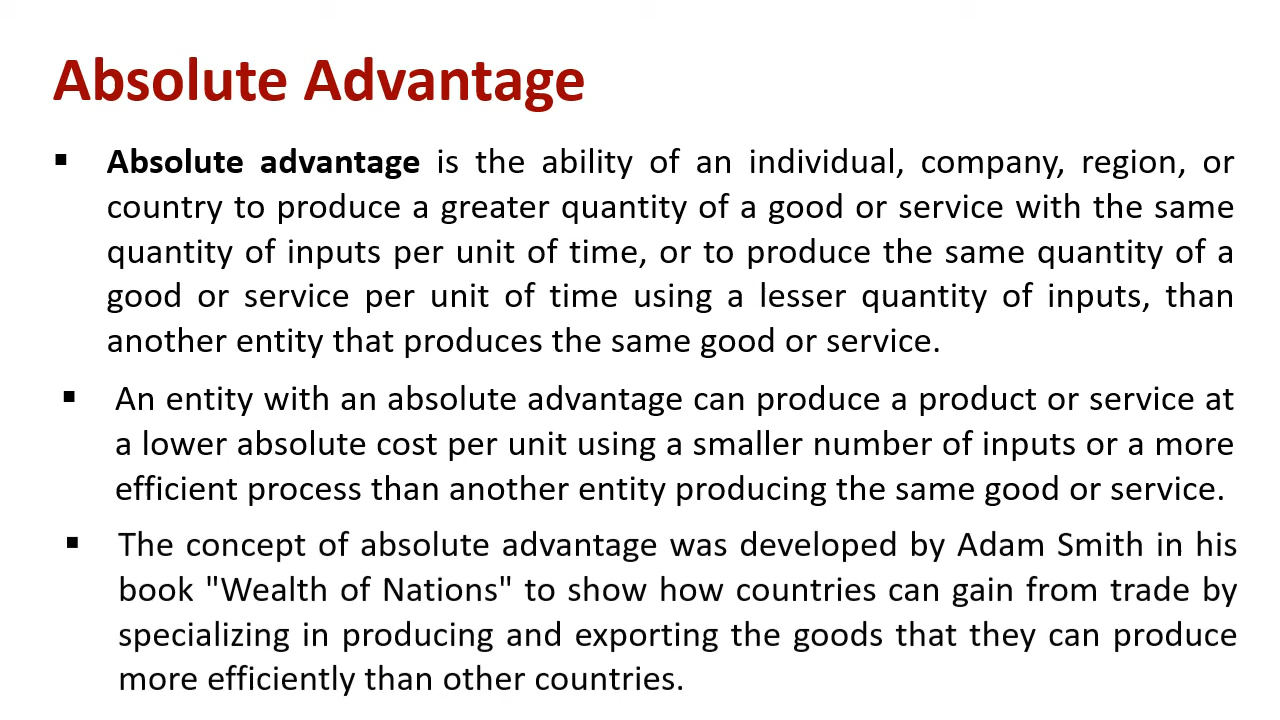 Absolute Advantage
▪ Absolute advantage is the ability of an individual, company, region, or
country to produce a greater quantity of a good or service with the same
quantity of inputs per unit of time, or to produce the same quantity of a
good or service per unit of time using a lesser quantity of inputs, than
another entity that produces the same good or service.
▪ An entity with an absolute advantage can produce a product or service at
a lower absolute cost per unit using a smaller number of inputs or a more
efficient process than another entity producing the same good or service.
▪ The concept of absolute advantage was developed by Adam Smith in his
book "Wealth of Nations" to show how countries can gain from trade by
specializing in producing and exporting the goods that they can produce
more efficiently than other countries.